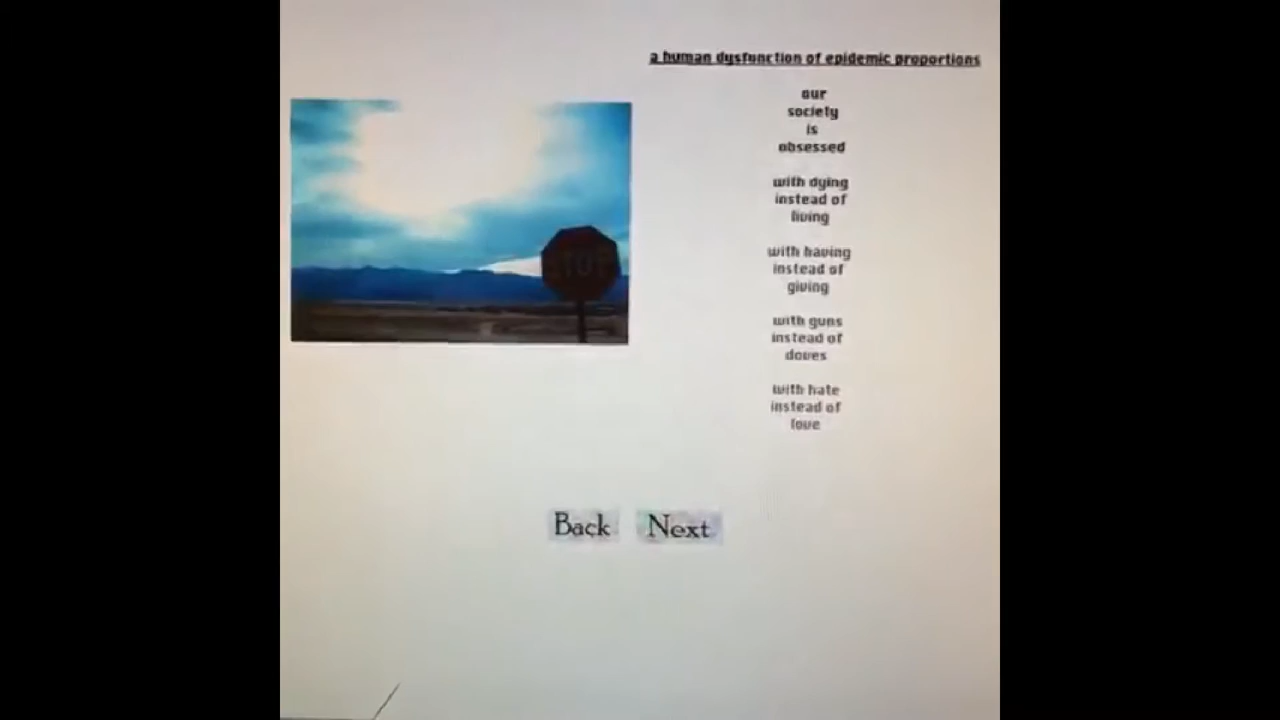 a human dysfunction of epidemic proportions
our
society
is
obsessed
with dying
instead of
living
with having
instead of
giving
with guns
instead of
doves
with hate
instead of
love
STOP
Back Next